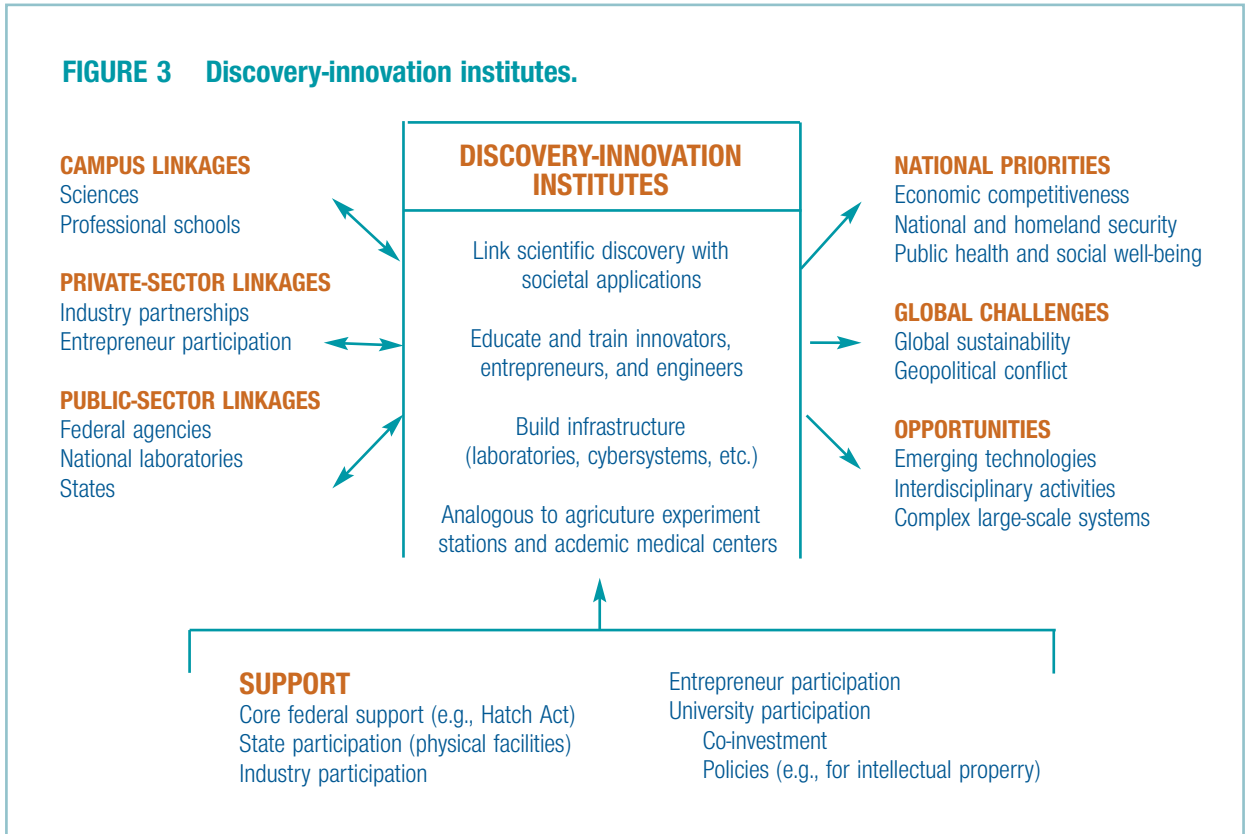 FIGURE 3 Discovery-innovation institutes.
CAMPUS LINKAGES
Sciences
Professional schools
PRIVATE-SECTOR LINKAGES
Industry partnerships
Entrepreneur participation
PUBLIC-SECTOR LINKAGES
Federal agencies
National laboratories
States
DISCOVERY-INNOVATION
INSTITUTES
Link scientific discovery with
societal applications
Educate and train innovators,
entrepreneurs, and engineers
Build infrastructure
(laboratories, cybersystems, etc.)
Analogous to agricuture experiment
stations and acdemic medical centers
NATIONAL PRIORITIES
Economic competitiveness
National and homeland security
Public health and social well-being
GLOBAL CHALLENGES
Global sustainability
Geopolitical conflict
OPPORTUNITIES
Emerging technologies
Interdisciplinary activities
Complex large-scale systems
SUPPORT
Core federal support (e.g., Hatch Act)
State participation (physical facilities)
Industry participation
Entrepreneur participation
University participation
Co-investment
Policies (e.g., for intellectual properry)